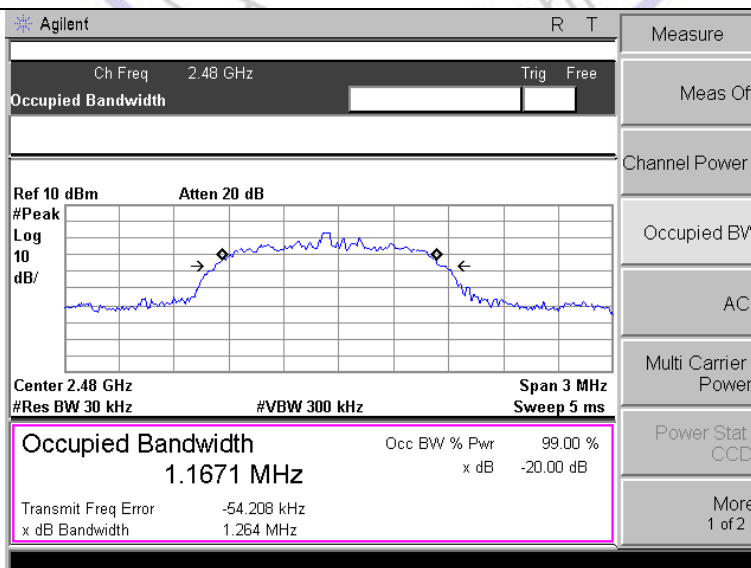 Agilent R T
Ch Freq 2.48 GHz Trig Free
Occupied Bandwidth
Ref 10 dBm Atten 20 dB
#Peak
Log
10
dB/
Center 2.48 GHz Span 3 MHz
#Res BW 30 kHz #VBW 300 kHz Sweep 5 ms
Occupied Bandwidth Occ BW % Pwr 99.00 %
1.1671 MHz x dB -20.00 dB
Transmit Freq Error -54.208 kHz
x dB Bandwidth 1.264 MHz
Measure
Meas Of
Channel Power
Occupied BW
AC
Multi Carrier
Power
Power Stat
CCD
More
1 of 2